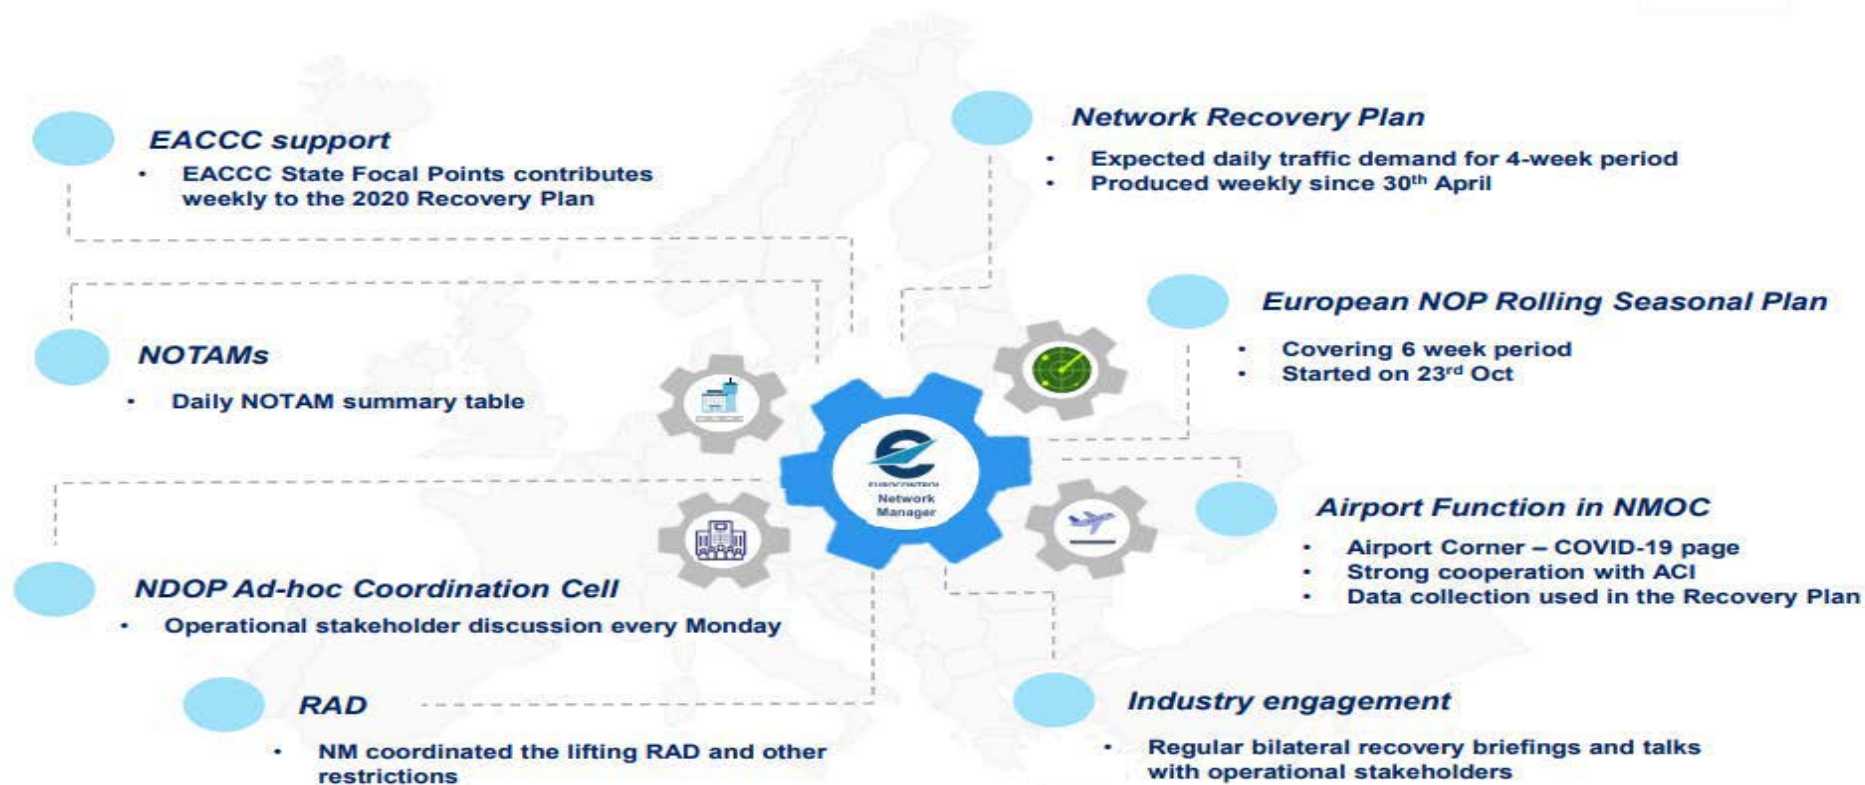 EACCC support
• EACCC State Focal Points contributes
weekly to the 2020 Recovery Plan
NOTAMs
• Daily NOTAM summary table
NDOP Ad-hoc Coordination Cell
• Operational stakeholder discussion every Monday
RAD
• NM coordinated the lifting RAD and other
restrictions
EUROCONTROL
Network
Manager
Network Recovery Plan
• Expected daily traffic demand for 4-week period
• Produced weekly since 30th April
European NOP Rolling Seasonal Plan
• Covering 6 week period
• Started on 23rd Oct
Airport Function in NMOC
• Airport Corner – COVID-19 page
• Strong cooperation with ACI
• Data collection used in the Recovery Plan
Industry engagement
• Regular bilateral recovery briefings and talks
with operational stakeholders